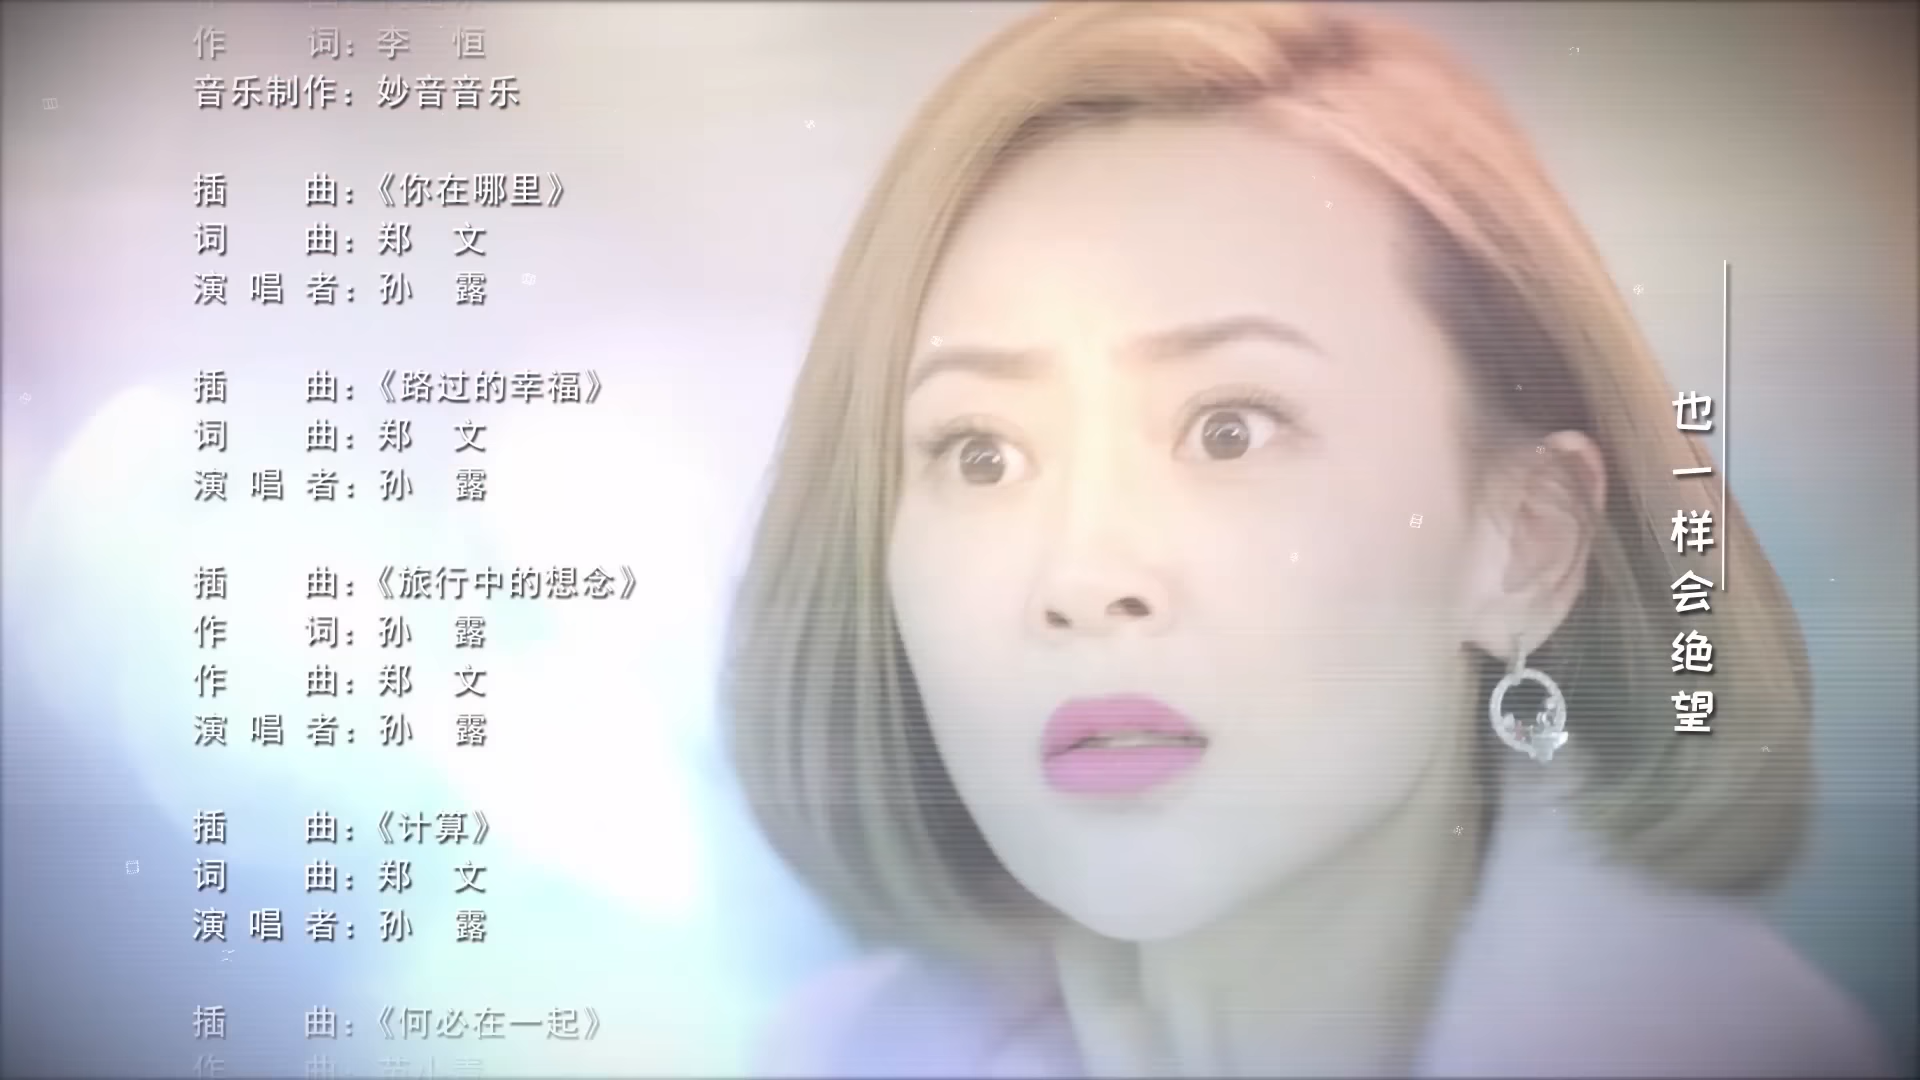 作 词：李 恒
音乐制作：妙音音乐
插 曲：《你在哪里》
词 曲：郑 文
演 唱 者：孙 露
插 曲：《路过的幸福》
词 曲：郑 文
演 唱 者：孙 露
插 曲：《旅行中的想念》
作 词：孙 露
作 曲：郑 文
演 唱 者：孙 露
插 曲：《计算》
词 曲：郑 文
演 唱 者：孙 露
插 曲：《何必在一起》
作 曲：
也一样会绝望